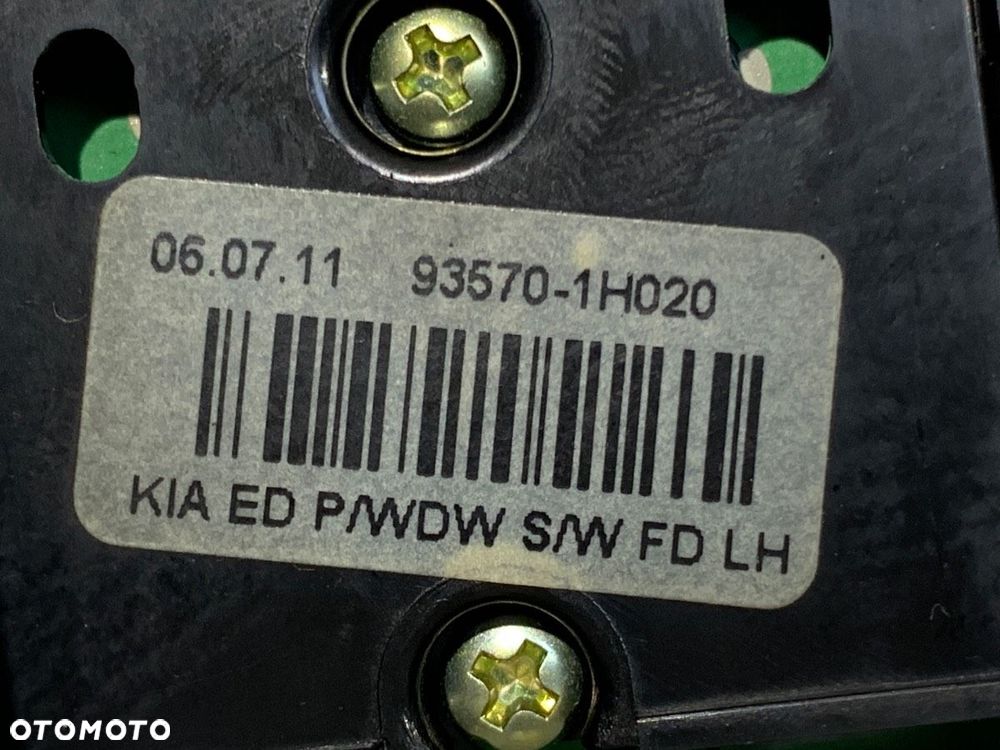 06.07.11 93570-1H020
KIA ED P/WDW S/W FD LH
OTOMOTO